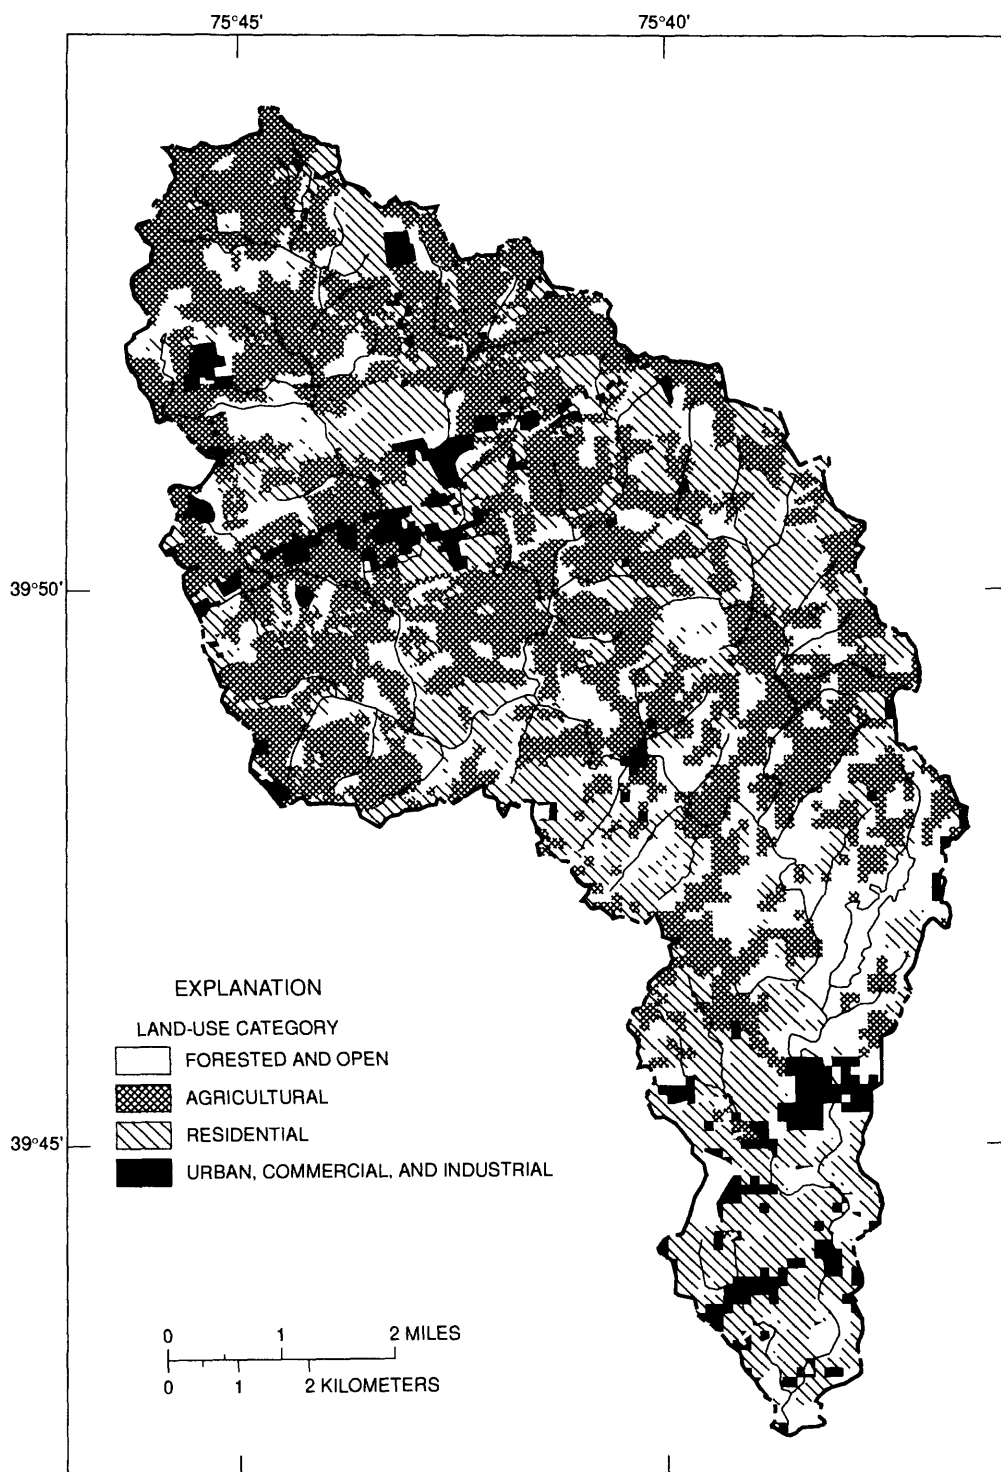 75°45' 75°40'
39°50'
EXPLANATION
LAND-USE CATEGORY
FORESTED AND OPEN
AGRICULTURAL
RESIDENTIAL
39°45'
URBAN, COMMERCIAL, AND INDUSTRIAL
0 1 2 MILES
0 1 2 KILOMETERS